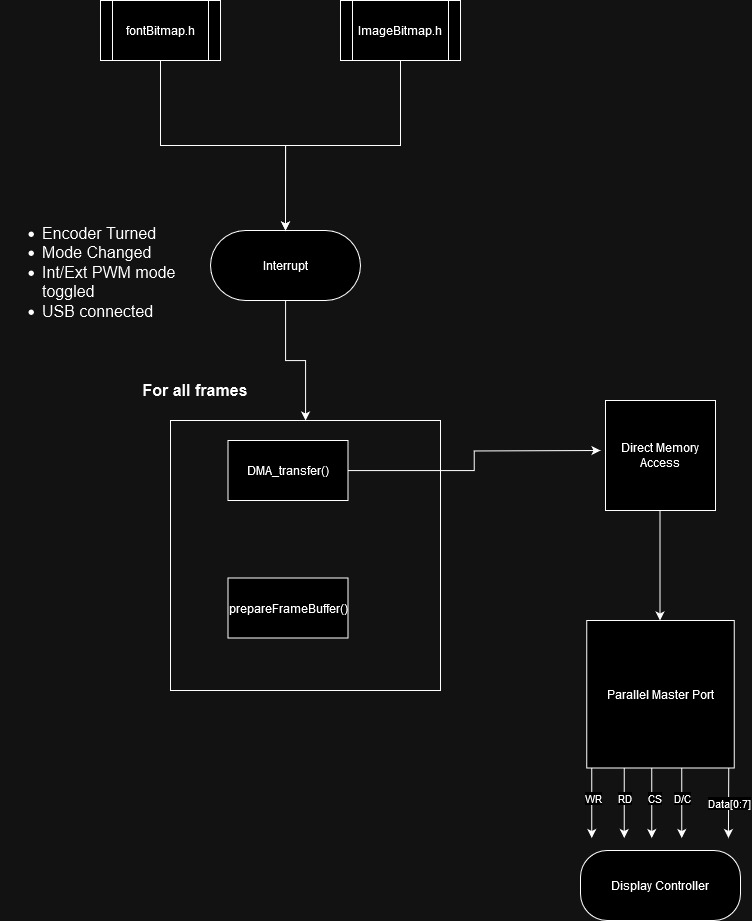 fontBitmap.h
ImageBitmap.h
Encoder Turned
Mode Changed
Int/Ext PWM mode
toggled
USB connected
Interrupt
For all frames
DMA_transfer()
Direct Memory
Access
prepareFrameBuffer()
Parallel Master Port
WR
RD
CS
D/C
Data[0:7]
Display Controller